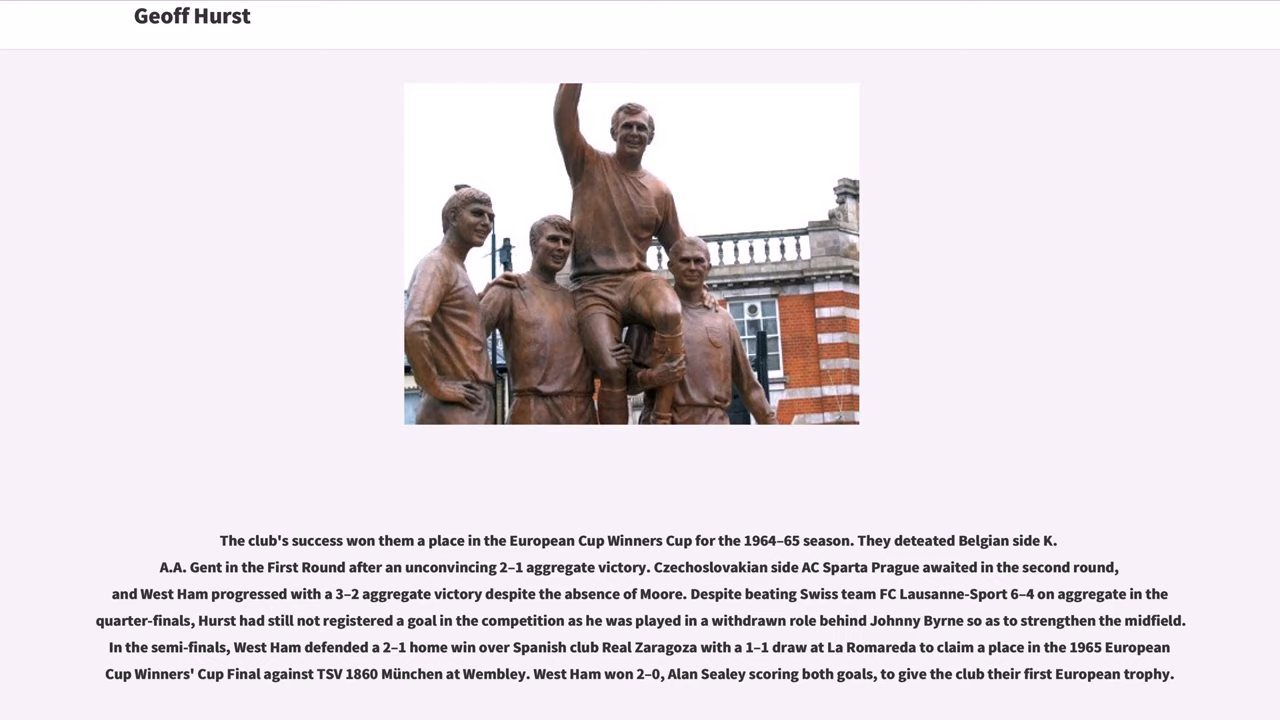 Geoff Hurst
The club's success won them a place in the European Cup Winners Cup for the 1964–65 season. They deteated Belgian side K.
A.A. Gent in the First Round after an unconvincing 2–1 aggregate victory. Czechoslovakian side AC Sparta Prague awaited in the second round,
and West Ham progressed with a 3–2 aggregate victory despite the absence of Moore. Despite beating Swiss team FC Lausanne-Sport 6–4 on aggregate in the
quarter-finals, Hurst had still not registered a goal in the competition as he was played in a withdrawn role behind Johnny Byrne so as to strengthen the midfield.
In the semi-finals, West Ham defended a 2–1 home win over Spanish club Real Zaragoza with a 1–1 draw at La Romareda to claim a place in the 1965 European
Cup Winners' Cup Final against TSV 1860 München at Wembley. West Ham won 2–0, Alan Sealey scoring both goals, to give the club their first European trophy.